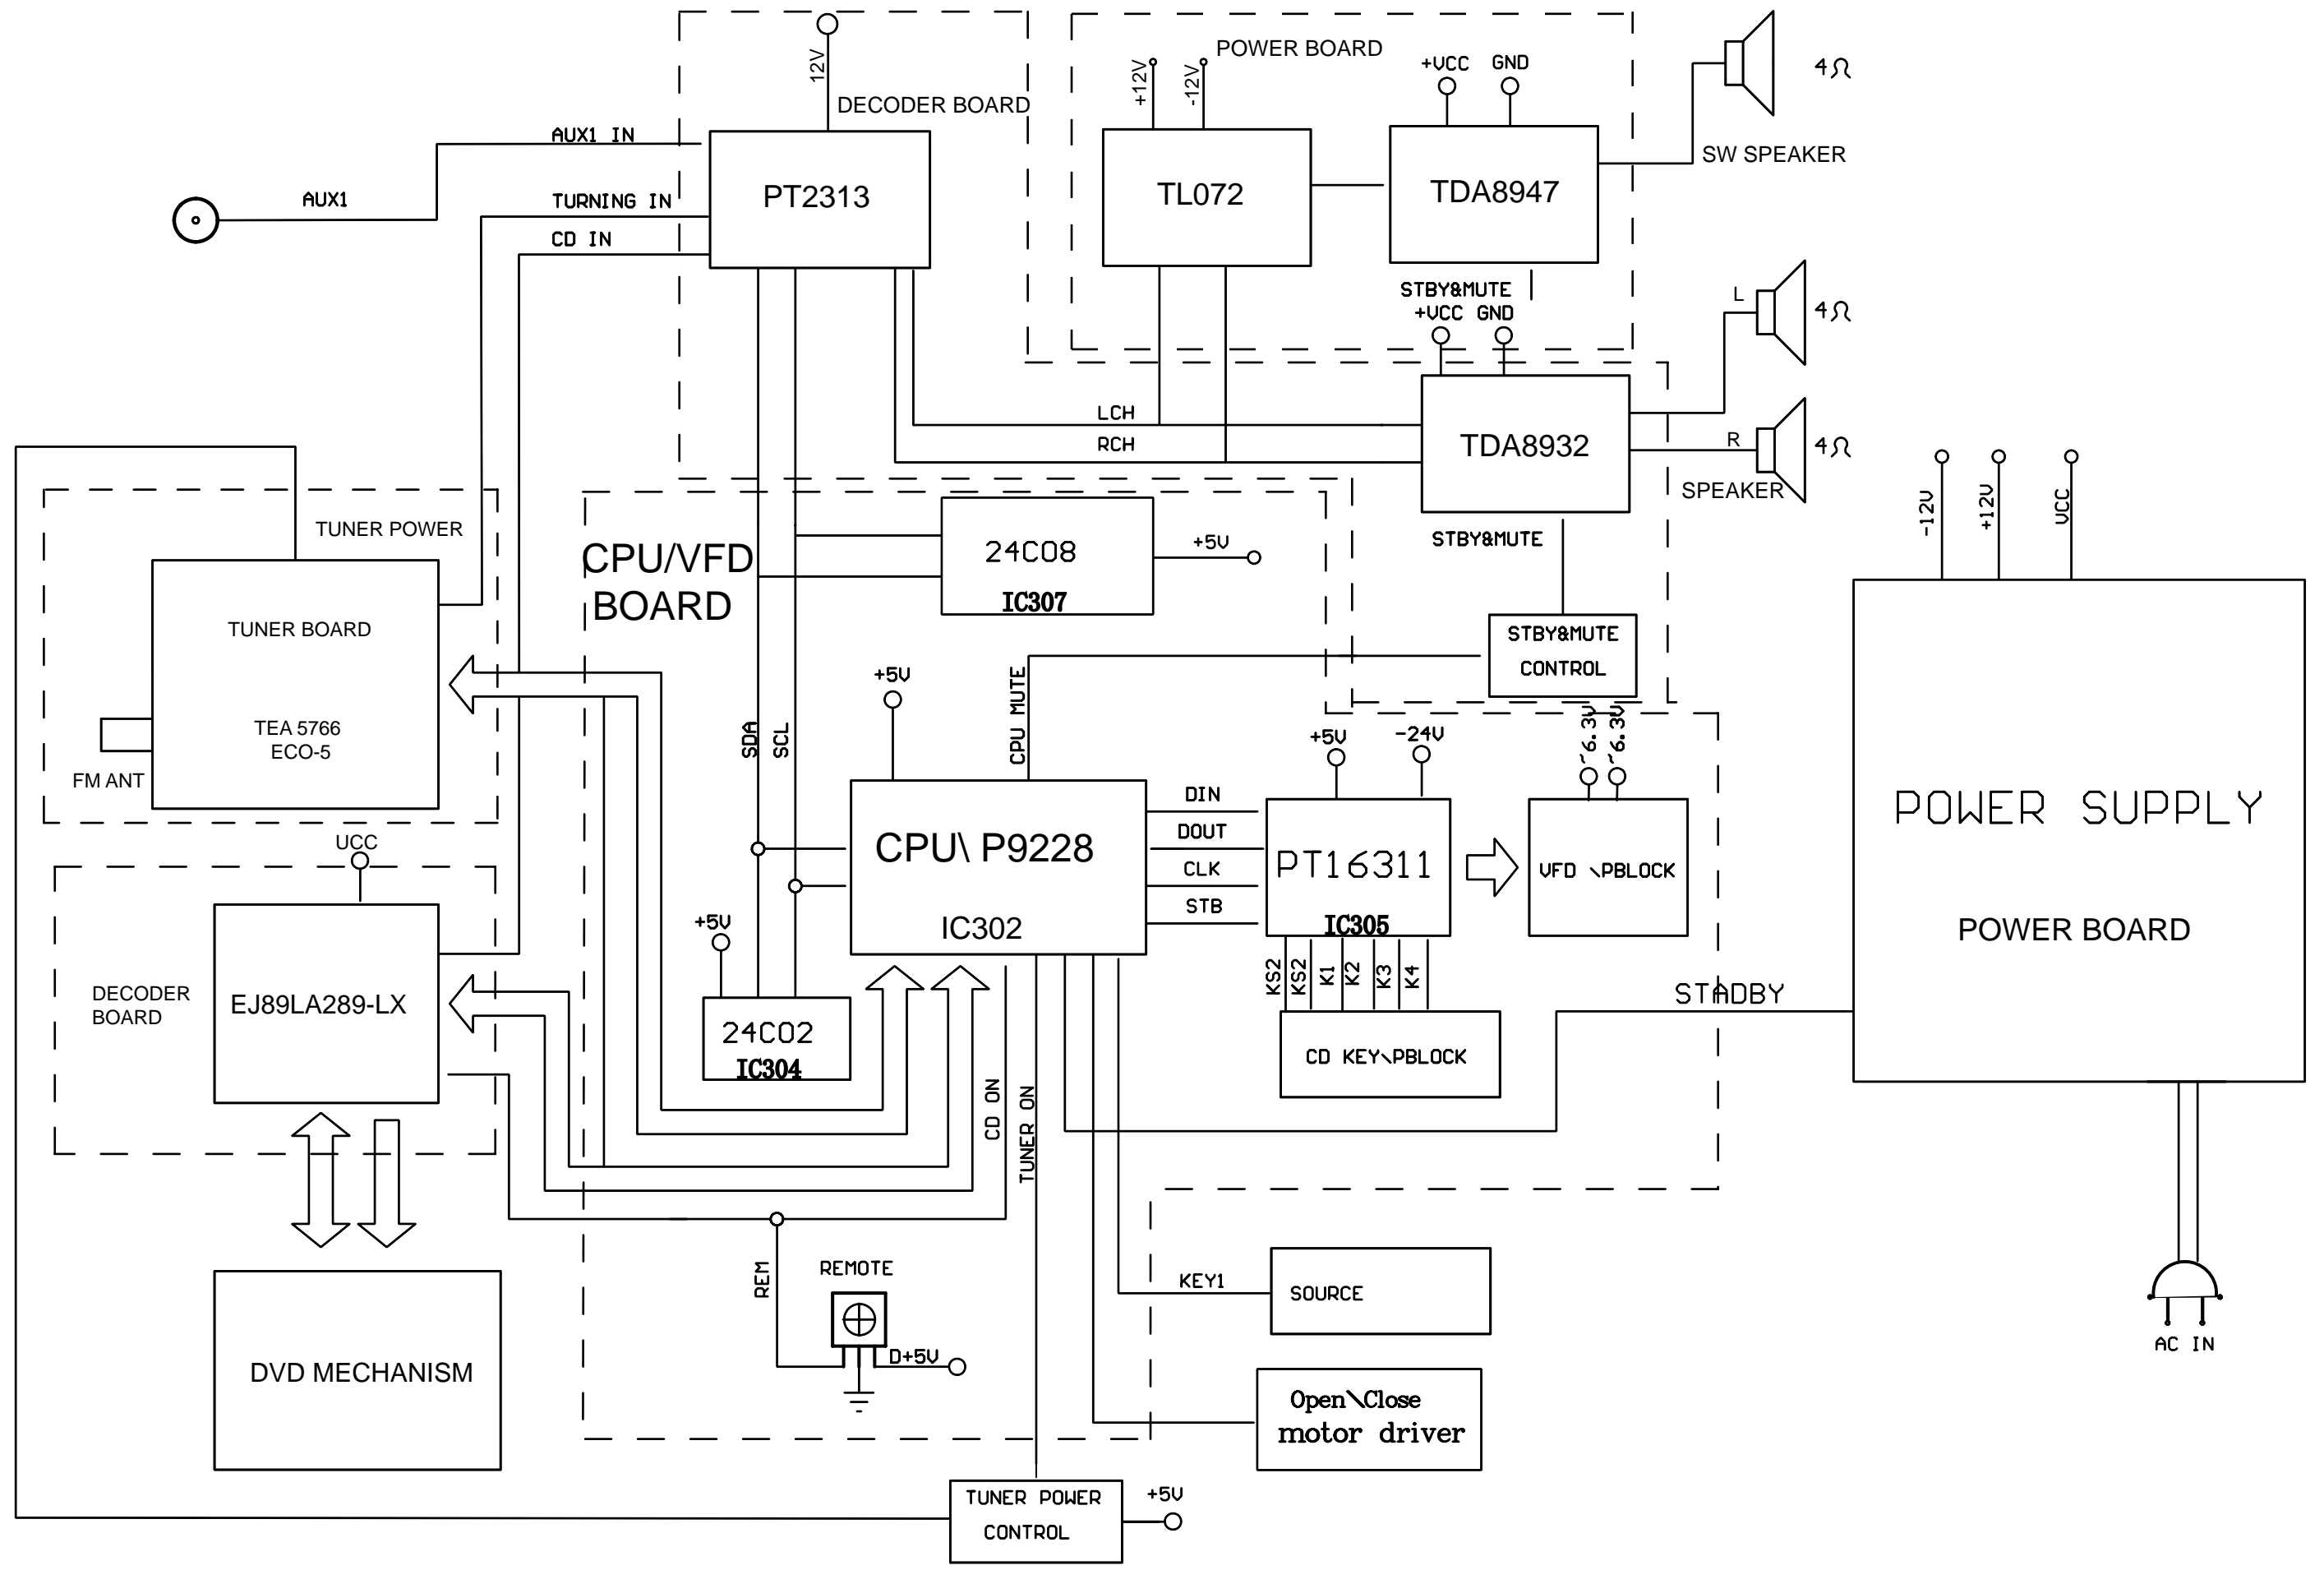 12V
DECODER BOARD
POWER BOARD
+12V
-12V
+VCC
GND
4Ω
AUX1 IN
PT2313
TL072
TDA8947
SW SPEAKER
AUX1
TURNING IN
CD IN
STBY&MUTE
+VCC GND
L
4Ω
LCH
RCH
TDA8932
R
4Ω
SPEAKER
TUNER POWER
CPU/VFD
BOARD
24C08
IC307
+5V
STBY&MUTE
-12V
+12V
VCC
TUNER BOARD
TEA 5766
ECO-5
FM ANT
STBY&MUTE
CONTROL
SDA
SCL
+5V
CPU MUTE
+5V
-24V
~6.3V
~6.3V
POWER SUPPLY
POWER BOARD
UCC
CPU\ P9228
IC302
DIN
DOUT
CLK
STB
PT16311
IC305
VFD \PBLOCK
DECODER
BOARD
EJ89LA289-LX
+5V
24C02
IC304
KS2
KS2
K1
K2
K3
K4
CD KEY\PBLOCK
STADBY
CD ON
TUNER ON
REM
REMOTE
D+5V
KEY1
SOURCE
AC IN
DVD MECHANISM
Open\Close
motor driver
TUNER POWER
CONTROL
+5V